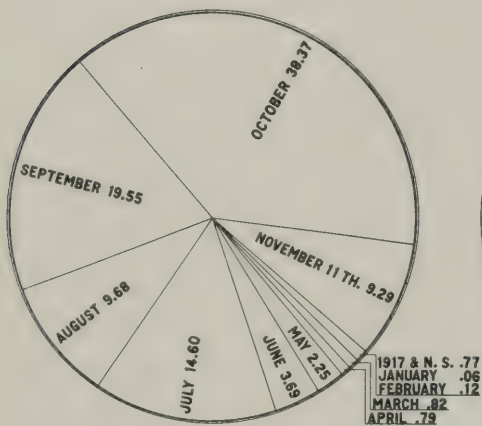 OCTOBER 38.37
SEPTEMBER 19.55
NOVEMBER 11 TH. 9.29
AUGUST 9.68
JULY 14.60
JUNE 3.69
MAY 2.25
1917 & N. S. .77
JANUARY .06
FEBRUARY .12
MARCH .82
APRIL .79